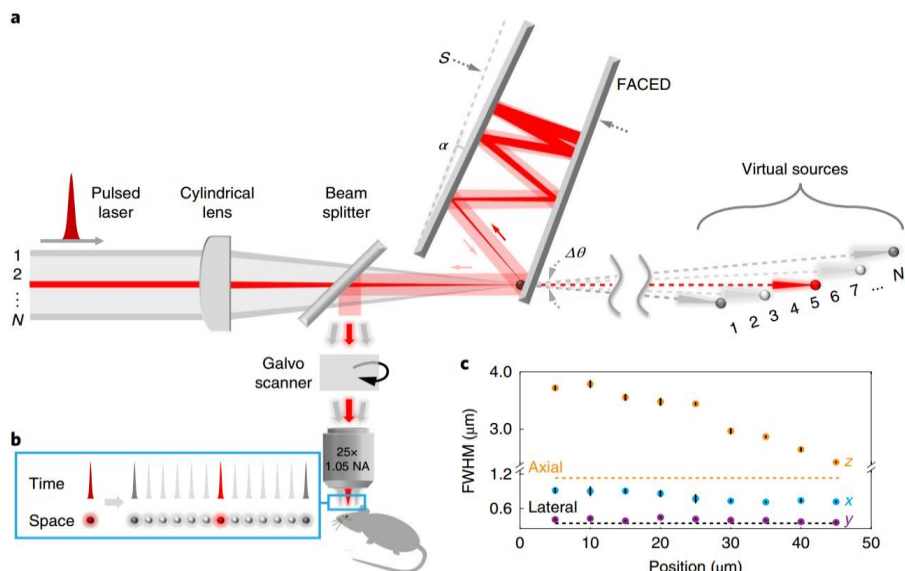 a
S
FACED
α
Pulsed
laser
Cylindrical
lens
Beam
splitter
Virtual sources
Δθ
1
2
⋮
N
1 2 3 4 5 6 7 ... N
Galvo
scanner
25×
1.05 NA
b
Time
Space
c
4.0
3.0
1.2
0.6
FWHM (μm)
Axial
Lateral
z
x
y
0 10 20 30 40 50
Position (μm)